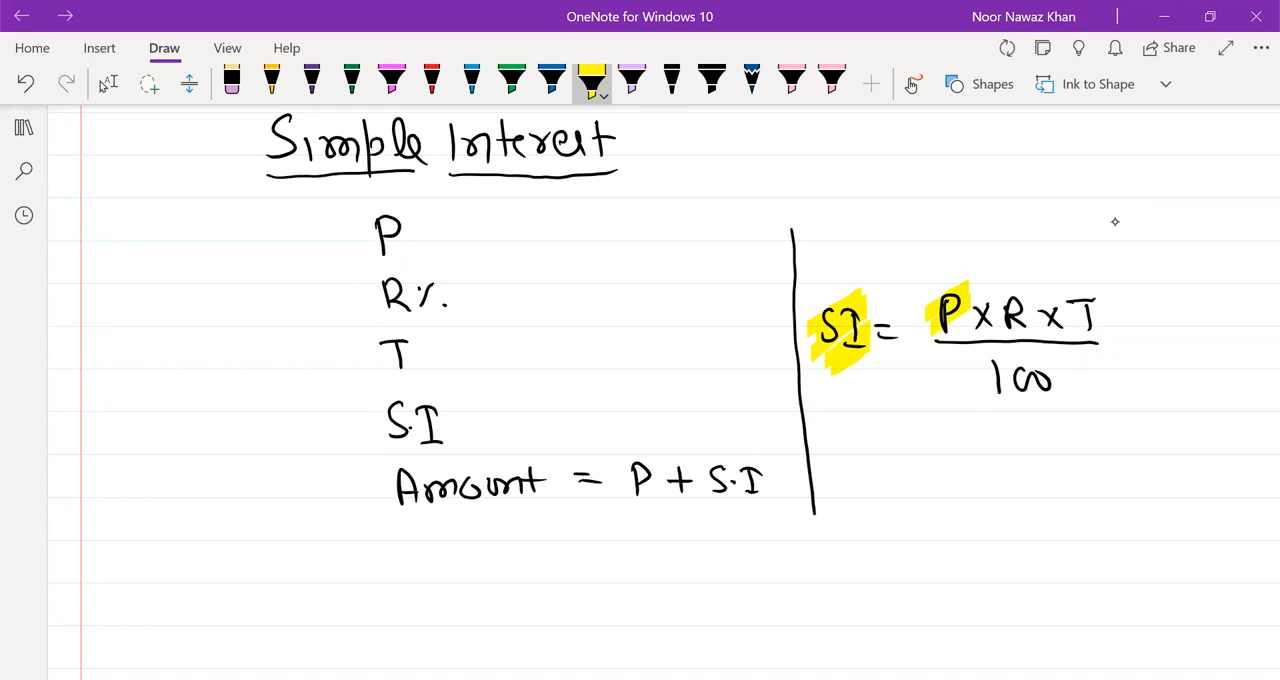 OneNote for Windows 10
Noor Nawaz Khan
Home Insert Draw View Help
Share
Shapes
Ink to Shape
Simple Interest
P
R%.
T
S.I
Amount = P + S.I
SI = P x R x T
100